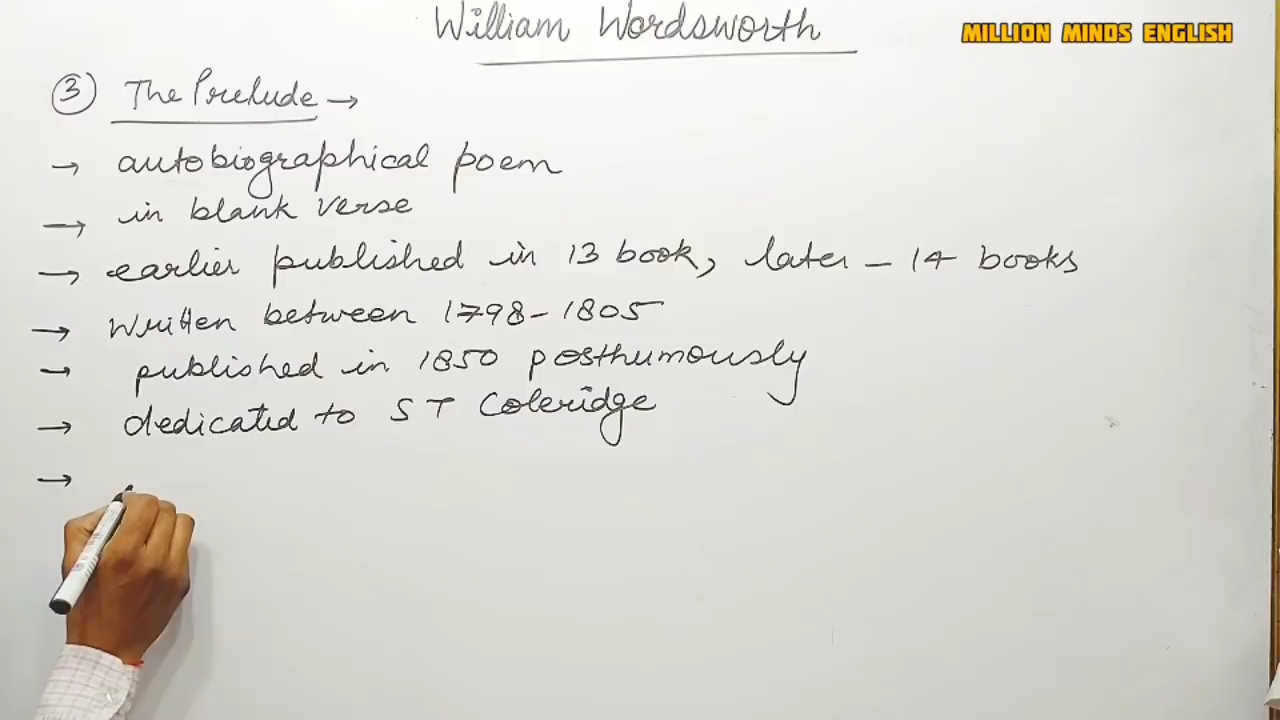 William Wordsworth
MILLION MINDS ENGLISH
③ The Prelude →
→ autobiographical poem
→ in blank verse
→ earlier published in 13 book, later - 14 books
→ Written between 1798-1805
→ published in 1850 posthumously
→ dedicated to S T Coleridge
→